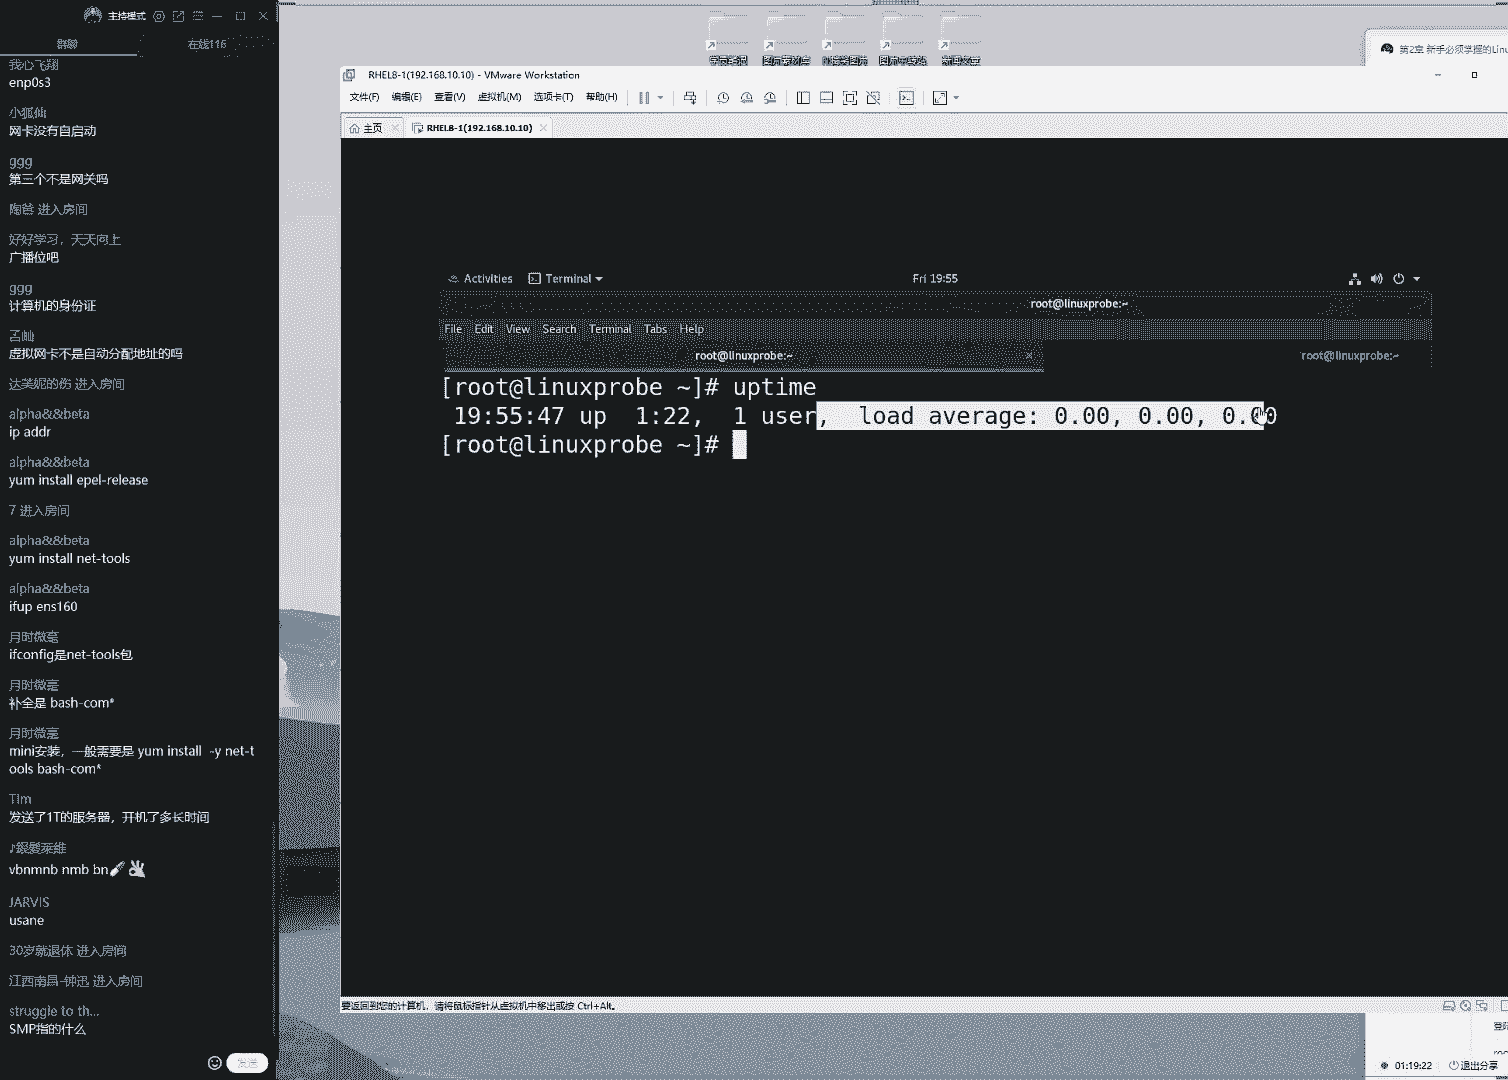 主持模式
群聊
在线116
我心飞翔
enp0s3
小狐仙
网卡没有自启动
ggg
第三个不是网关吗
陶爸 进入房间
好好学习，天天向上
广播位吧
ggg
计算机的身份证
孟灿
虚拟网卡不是自动分配地址的吗
达芙妮的伤 进入房间
alpha&&beta
ip addr
alpha&&beta
yum install epel-release
7 进入房间
alpha&&beta
yum install net-tools
alpha&&beta
ifup ens160
月时微亮
ifconfig是net-tools包
月时微亮
补全是 bash-com*
月时微亮
mini安装，一般需要是 yum install -y net-t
ools bash-com*
Tim
发送了1T的服务器，开机了多长时间
vbnmnb nmb bn
JARVIS
usane
30岁就退休 进入房间
江西南昌-钟迅 进入房间
struggle to th...
SMP指的什么
发送
第2章 新手必须掌握的Linu
RHEL8-1(192.168.10.10) - VMware Workstation
文件(F) 编辑(E) 查看(V) 虚拟机(M) 选项卡(T) 帮助(H)
主页
RHEL8-1(192.168.10.10)
Activities Terminal Fri 19:55
root@linuxprobe:~
File Edit View Search Terminal Tabs Help
root@linuxprobe:~ root@linuxprobe:~
[root@linuxprobe ~]# uptime
19:55:47 up 1:22, 1 user, load average: 0.00, 0.00, 0.00
[root@linuxprobe ~]#
要返回到您的计算机，请将鼠标指针从虚拟机中移出或按 Ctrl+Alt。
01:19:22 退出分享